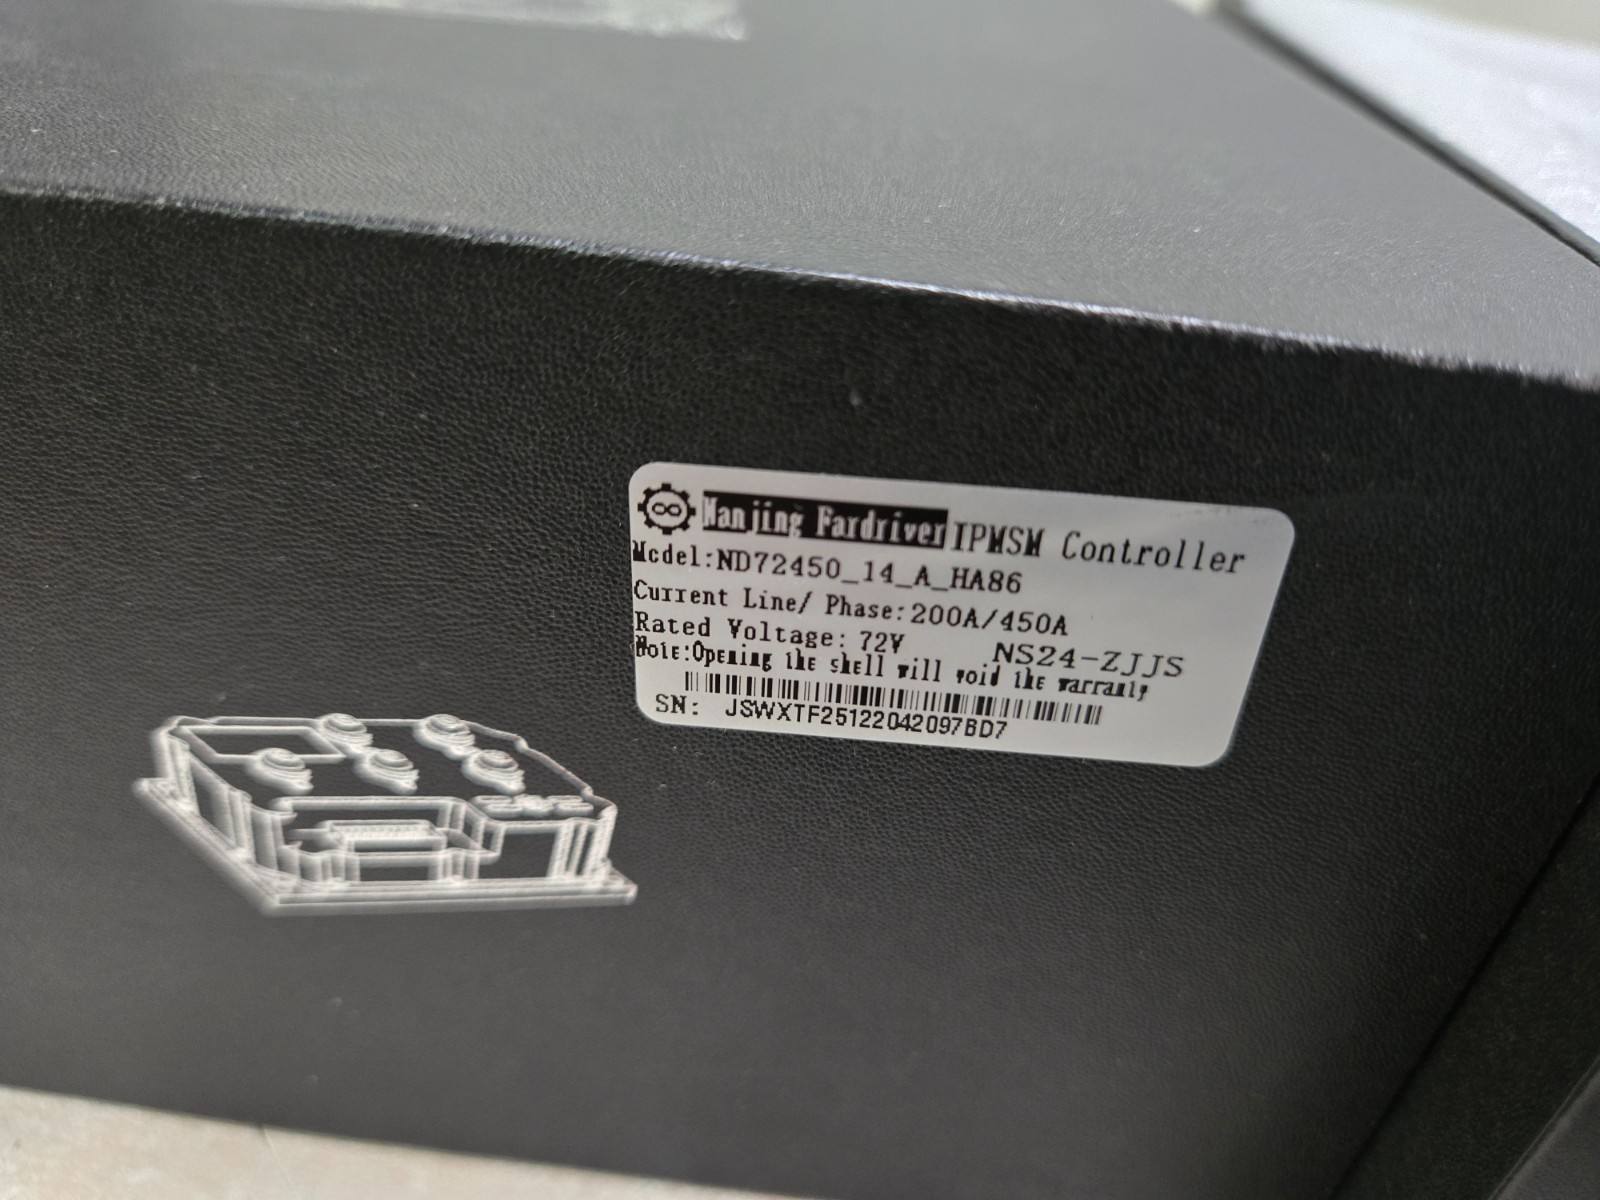 Nanjing Fardriver IPMSM Controller
Model:ND72450_14_A_HA86
Current Line/ Phase:200A/450A
Rated Voltage: 72V NS24-ZJJS
Note:Opening the shell will void the warranty
SN: JSWXTF25122042097BD7